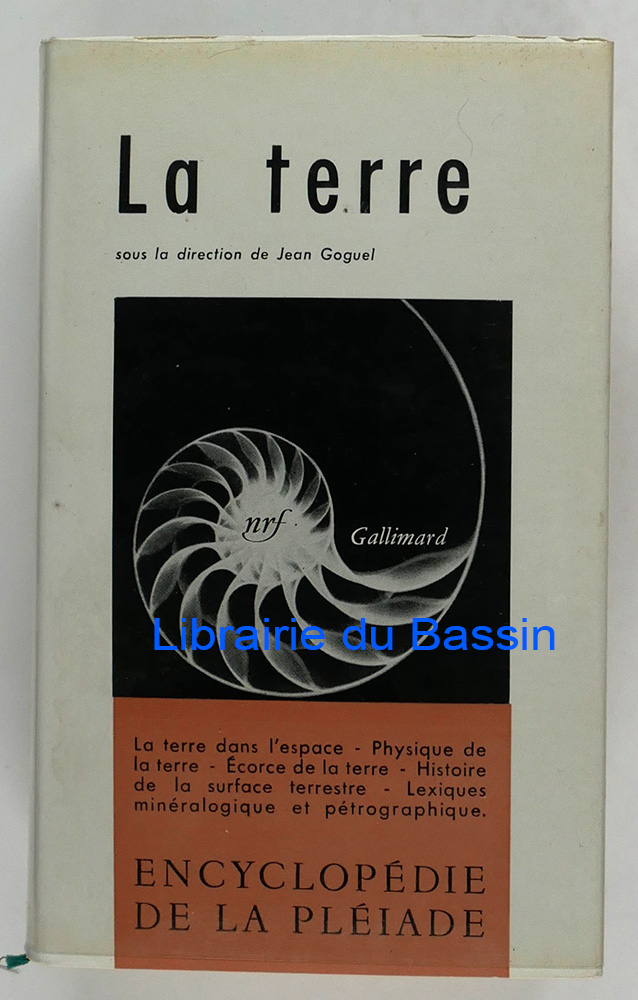 La terre
sous la direction de Jean Goguel
nrf
Gallimard
Librairie du Bassin
La terre dans l'espace - Physique de
la terre - Écorce de la terre - Histoire
de la surface terrestre - Lexiques
minéralogique et pétrographique.
ENCYCLOPÉDIE
DE LA PLÉIADE